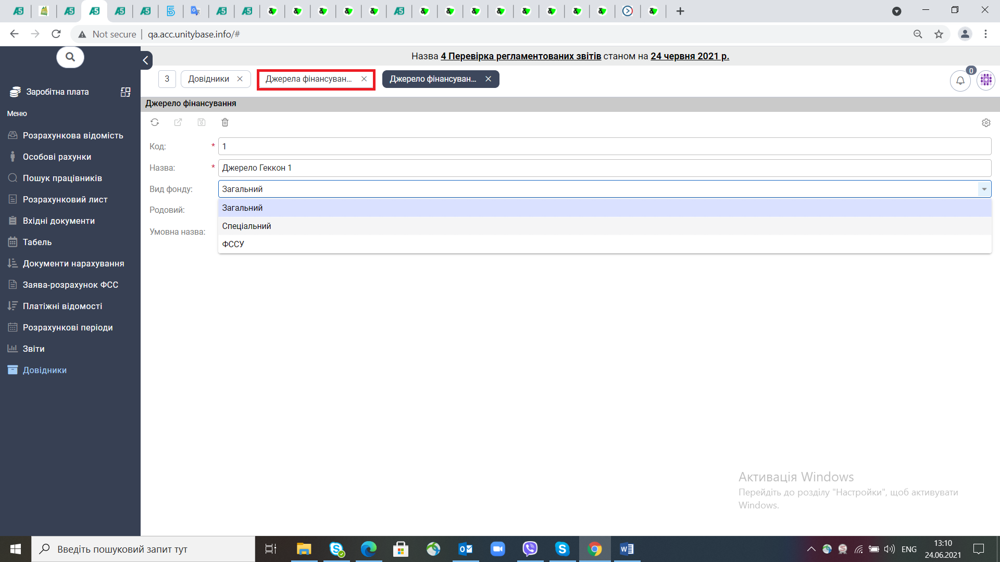 Not secure
qa.acc.unitybase.info/#
Назва 4 Перевірка регламентованих звітів станом на 24 червня 2021 р.
3
Довідники
Джерела фінансуван...
Джерело фінансуван...
0
Заробітна плата
Джерело фінансування
Меню
Розрахункова відомість
Особові рахунки
Пошук працівників
Розрахунковий лист
Вхідні документи
Табель
Документи нарахування
Заява-розрахунок ФСС
Платіжні відомості
Розрахункові періоди
Звіти
Довідники
Код: * 1
Назва: * Джерело Геккон 1
Вид фонду: Загальний
Родовий:
Умовна назва:
Загальний
Спеціальний
ФССУ
Активація Windows
Перейдіть до розділу "Настройки", щоб активувати
Windows.
Введіть пошуковий запит тут
ENG
13:10
24.06.2021